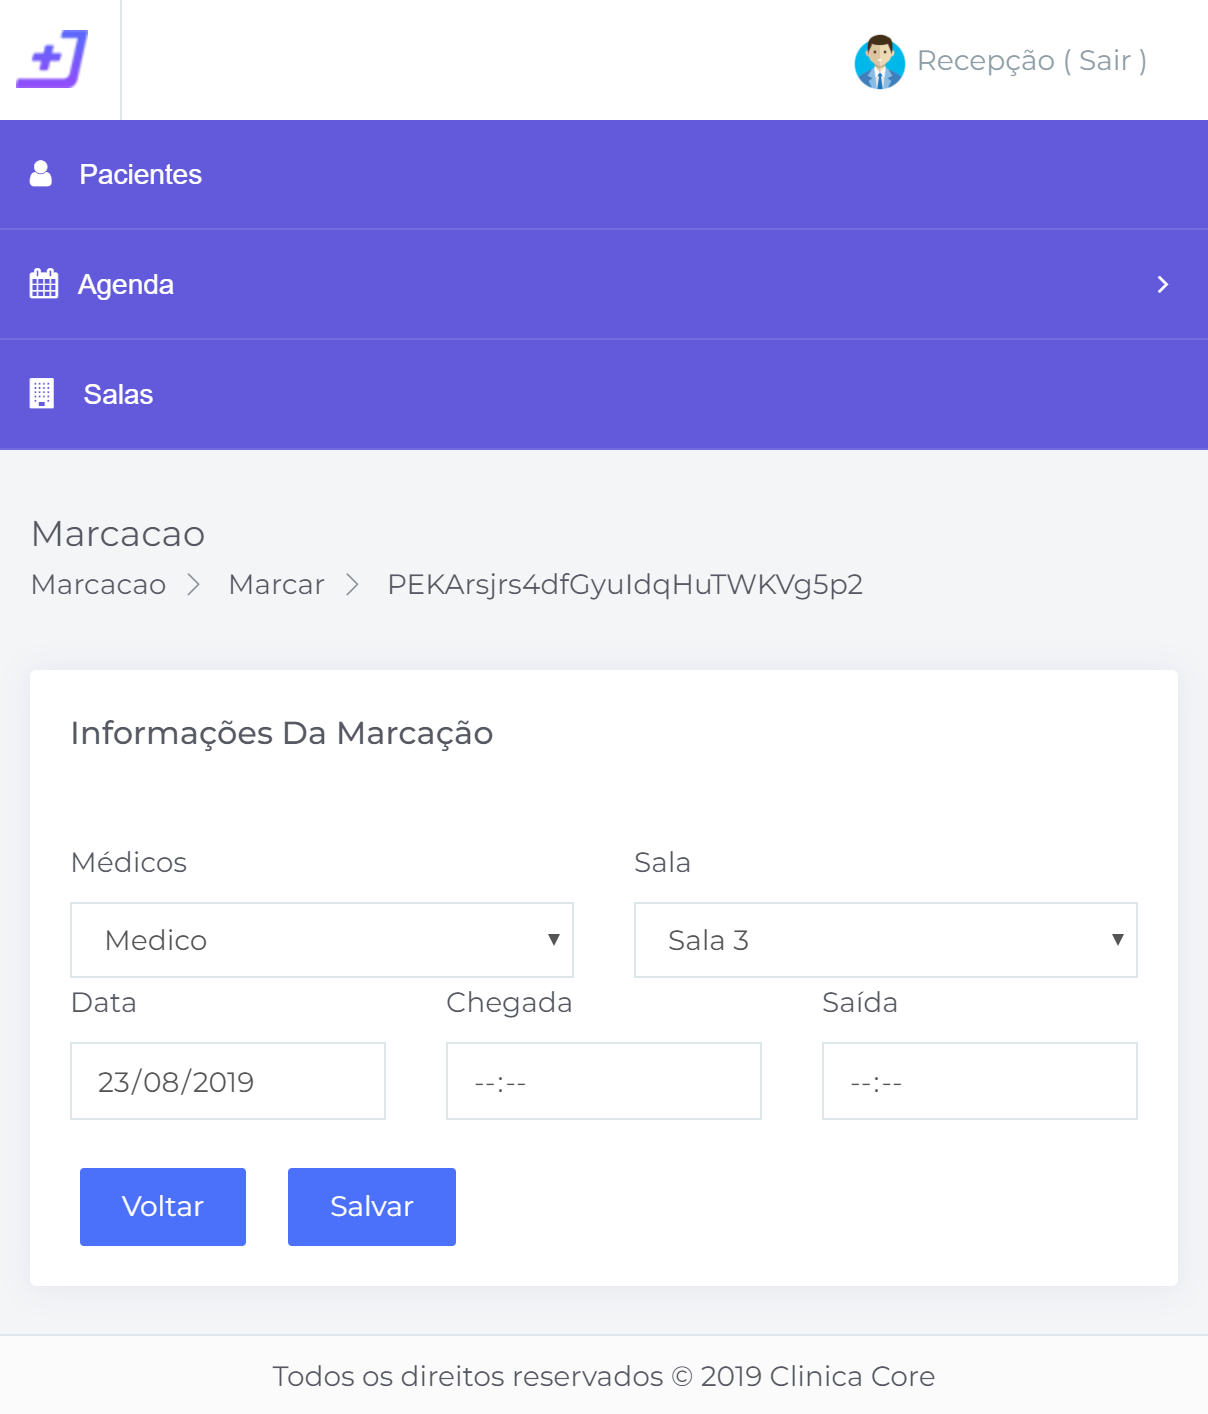 Recepção ( Sair )
Pacientes
Agenda
Salas
Marcacao
Marcacao Marcar PEKArsjrs4dfGyuIdqHuTWKVg5p2
Informações Da Marcação
Médicos Sala
Medico Sala 3
Data Chegada Saída
23/08/2019 --:-- --:--
Voltar Salvar
Todos os direitos reservados © 2019 Clinica Core